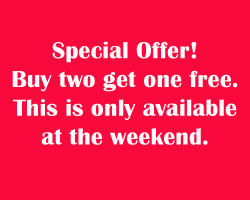 Special Offer!
Buy two get one free.
This is only available
at the weekend.